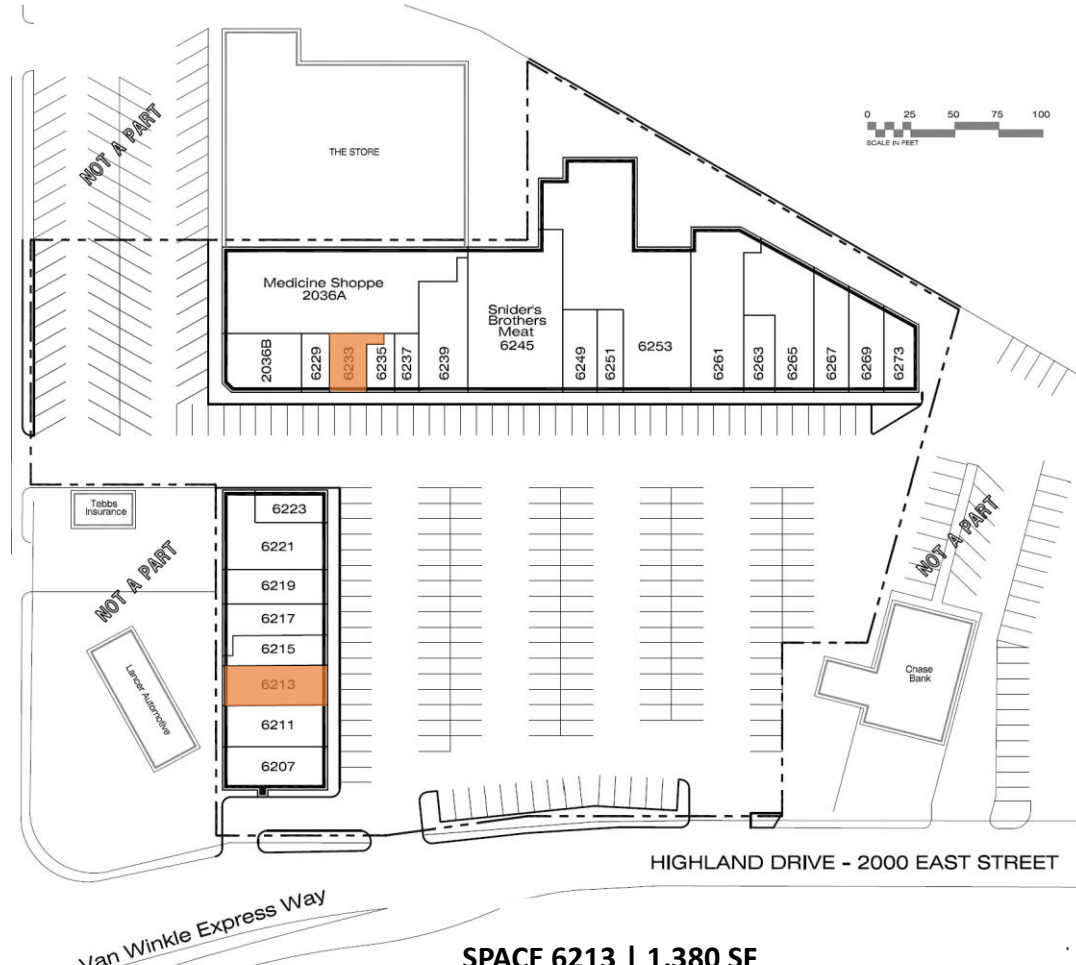 NOT A PART
THE STORE
0 25 50 75 100
SCALE IN FEET
Medicine Shoppe
2036A
Snider's
Brothers
Meat
6245
2036B
6229
6233
6235
6237
6239
6249
6251
6253
6261
6263
6265
6267
6269
6273
Tebbs
Insurance
NOT A PART
Lancer Automotive
6223
6221
6219
6217
6215
6213
6211
6207
NOT A PART
Chase
Bank
HIGHLAND DRIVE - 2000 EAST STREET
Van Winkle Express Way
SPACE 6213 | 1,380 SF